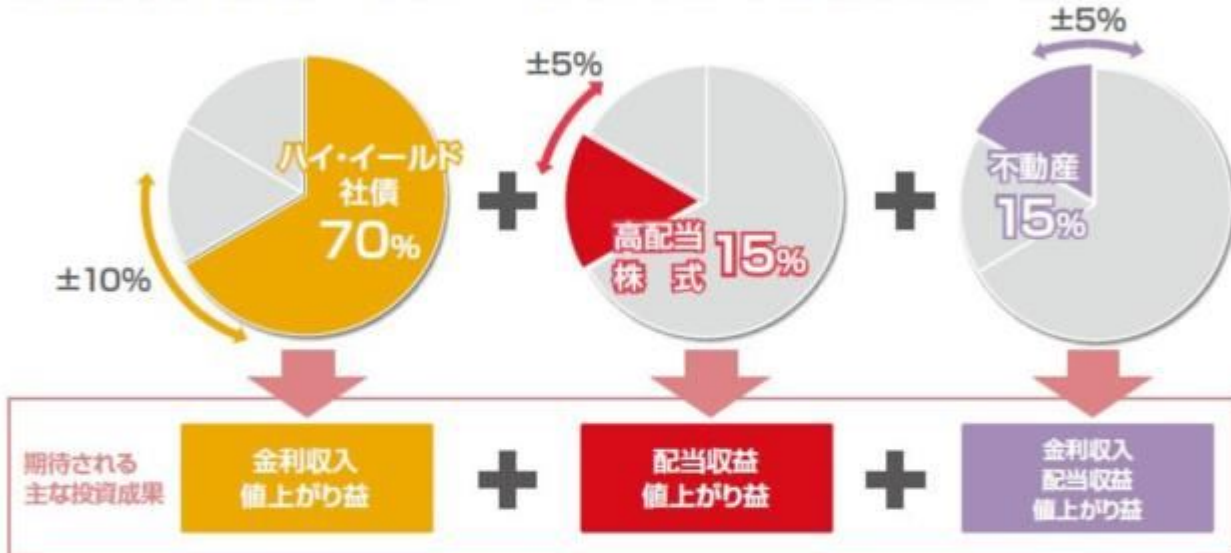 ±5%
±5%
ハイ・イールド
社債
70%
±10%
高配当
株 式
15%
不動産
15%
期待される
主な投資成果
金利収入
値上がり益
配当収益
値上がり益
金利収入
配当収益
値上がり益